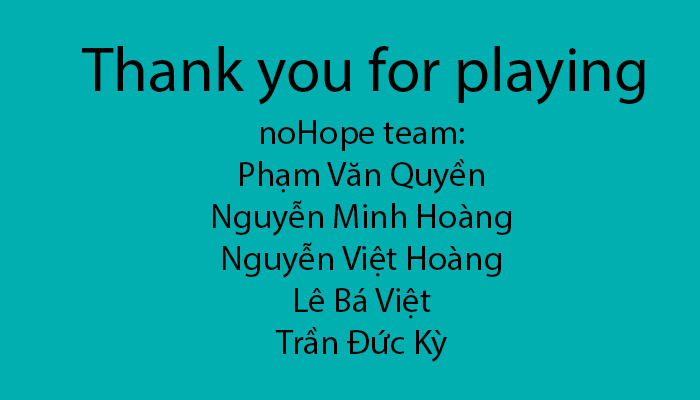 Thank you for playing
noHope team:
Phạm Văn Quyền
Nguyễn Minh Hoàng
Nguyễn Việt Hoàng
Lê Bá Việt
Trần Đức Kỳ